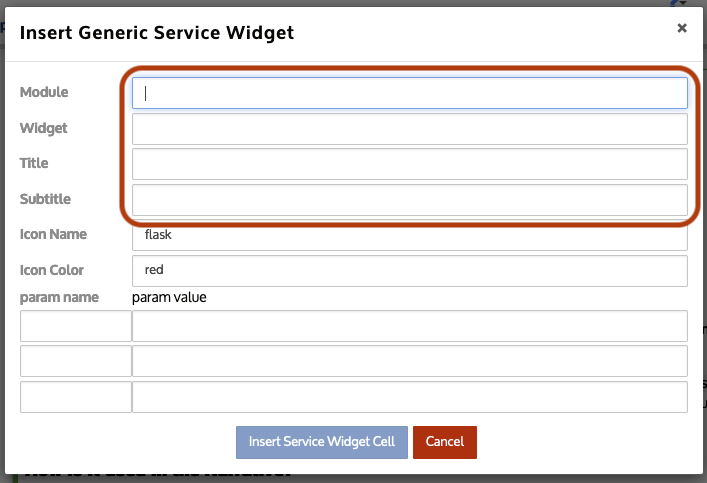 Insert Generic Service Widget ×
Module
Widget
Title
Subtitle
Icon Name flask
Icon Color red
param name param value
Insert Service Widget Cell Cancel